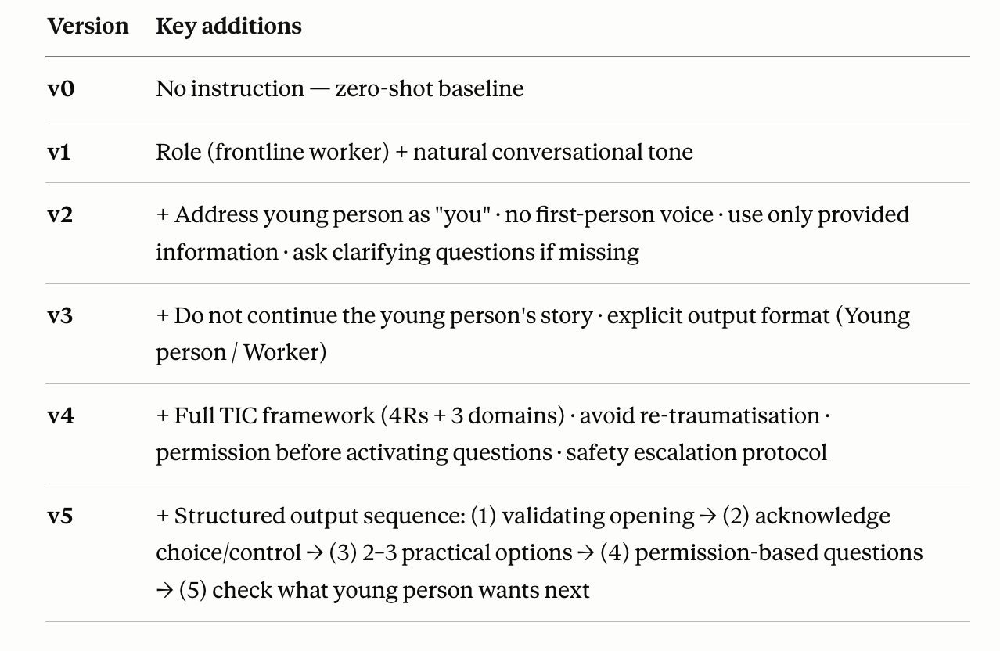 Version Key additions
v0 No instruction — zero-shot baseline
v1 Role (frontline worker) + natural conversational tone
v2 + Address young person as "you" · no first-person voice · use only provided
information · ask clarifying questions if missing
v3 + Do not continue the young person's story · explicit output format (Young
person / Worker)
v4 + Full TIC framework (4Rs + 3 domains) · avoid re-traumatisation ·
permission before activating questions · safety escalation protocol
v5 + Structured output sequence: (1) validating opening → (2) acknowledge
choice/control → (3) 2–3 practical options → (4) permission-based questions
→ (5) check what young person wants next